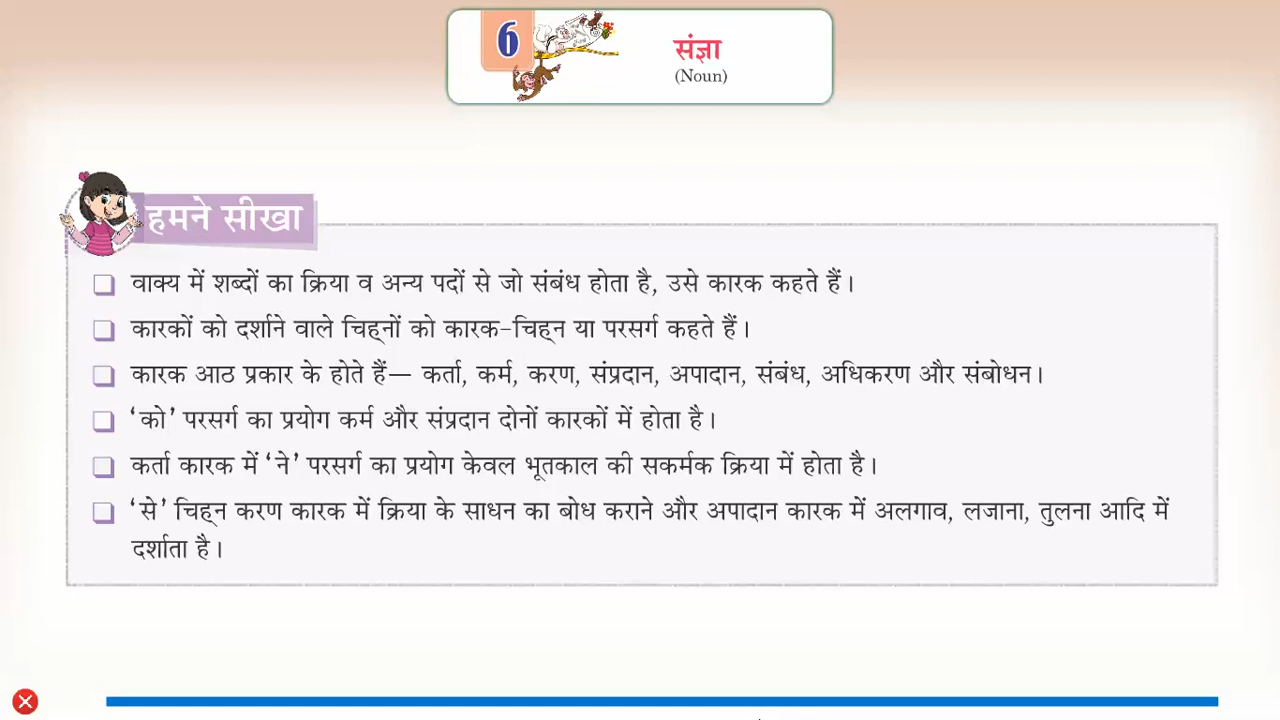 6
संज्ञा
(Noun)
हमने सीखा
❑ वाक्य में शब्दों का क्रिया व अन्य पदों से जो संबंध होता है, उसे कारक कहते हैं।
❑ कारकों को दर्शाने वाले चिह्नों को कारक-चिह्न या परसर्ग कहते हैं।
❑ कारक आठ प्रकार के होते हैं— कर्ता, कर्म, करण, संप्रदान, अपादान, संबंध, अधिकरण और संबोधन।
❑ ‘को’ परसर्ग का प्रयोग कर्म और संप्रदान दोनों कारकों में होता है।
❑ कर्ता कारक में ‘ने’ परसर्ग का प्रयोग केवल भूतकाल की सकर्मक क्रिया में होता है।
❑ ‘से’ चिह्न करण कारक में क्रिया के साधन का बोध कराने और अपादान कारक में अलगाव, लजाना, तुलना आदि में
दर्शाता है।